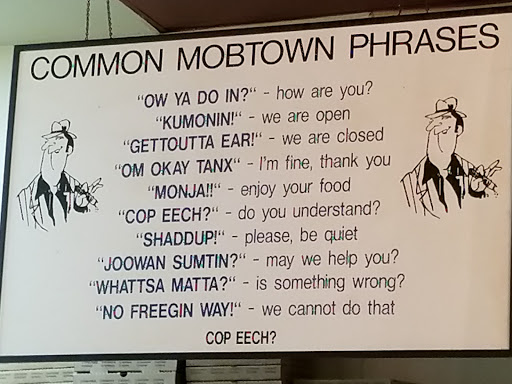 COMMON MOBTOWN PHRASES
"OW YA DO IN?" - how are you?
"KUMONIN!" - we are open
"GETTOUTTA EAR!" - we are closed
"OM OKAY TANX" - I'm fine, thank you
"MONJA!!" - enjoy your food
"COP EECH?" - do you understand?
"SHADDUP!" - please, be quiet
"JOOWAN SUMTIN?" - may we help you?
"WHATTSA MATTA?" - is something wrong?
"NO FREEGIN WAY!" - we cannot do that
COP EECH?